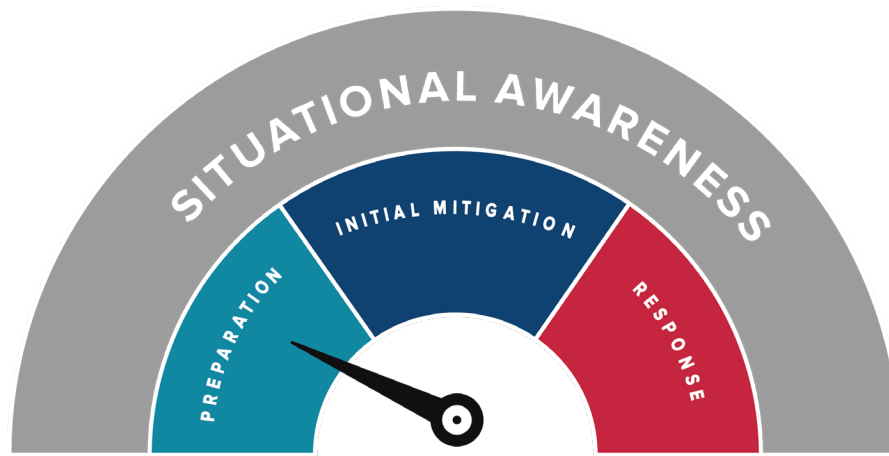 SITUATIONAL AWARENESS
INITIAL MITIGATION
PREPARATION
RESPONSE